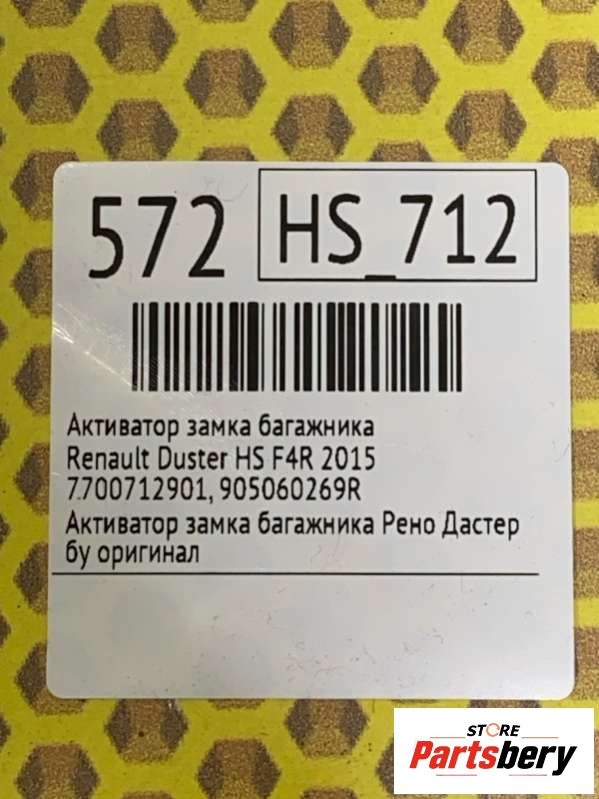 572 HS_712
Активатор замка багажника
Renault Duster HS F4R 2015
7700712901, 905060269R
Активатор замка багажника Рено Дастер
бу оригинал
STORE
Partsbery